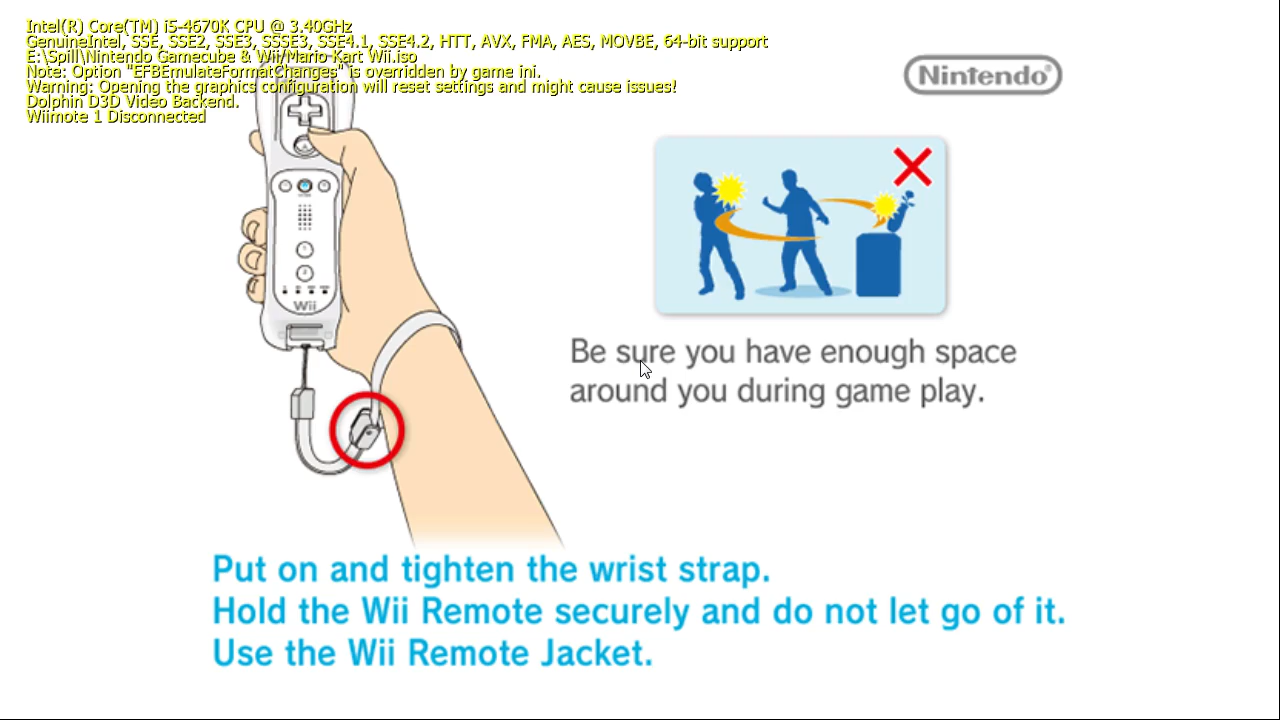 Intel(R) Core(TM) i5-4670K CPU @ 3.40GHz
GenuineIntel, SSE, SSE2, SSE3, SSSE3, SSE4.1, SSE4.2, HTT, AVX, FMA, AES, MOVBE, 64-bit support
E:\Spill\Nintendo Gamecube & Wii/Mario Kart Wii.iso
Note: Option "EFBEmulateFormatChanges" is overridden by game ini.
Warning: Opening the graphics configuration will reset settings and might cause issues!
Dolphin D3D Video Backend.
Wiimote 1 Disconnected
Nintendo®
A
1
2
Wii
Be sure you have enough space
around you during game play.
Put on and tighten the wrist strap.
Hold the Wii Remote securely and do not let go of it.
Use the Wii Remote Jacket.